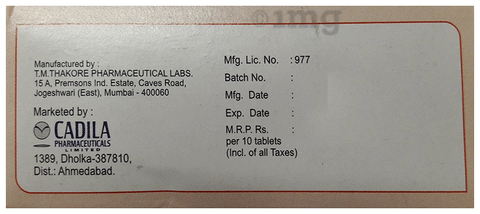 1mg
Manufactured by :
T.M.THAKORE PHARMACEUTICAL LABS.
15 A, Premsons Ind. Estate, Caves Road,
Jogeshwari (East), Mumbai - 400060
Marketed by :
CADILA
PHARMACEUTICALS
LIMITED
1389, Dholka-387810,
Dist.: Ahmedabad.
Mfg. Lic. No. : 977
Batch No. :
Mfg. Date :
Exp. Date :
M.R.P. Rs. :
per 10 tablets
(Incl. of all Taxes)